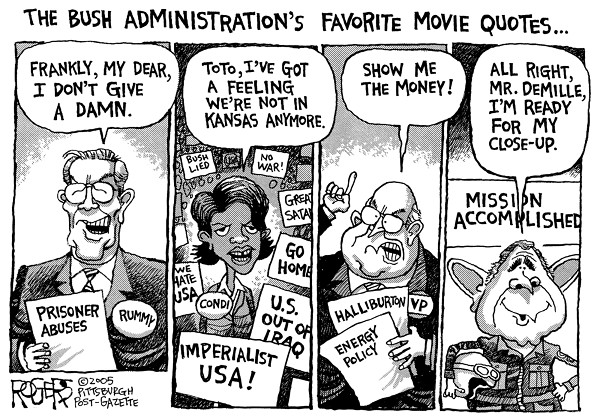 THE BUSH ADMINISTRATION'S FAVORITE MOVIE QUOTES...
FRANKLY, MY DEAR,
I DON'T GIVE
A DAMN.
PRISONER
ABUSES
RUMMY
ROGERS
©2005
PITTSBURGH
POST-GAZETTE
TOTO, I'VE GOT
A FEELING
WE'RE NOT IN
KANSAS ANYMORE.
BUSH
LIED
USA
NO
WAR!
GREAT
SATAN
WE
HATE
USA
CONDI
GO
HOME
U.S.
OUT OF
IRAQ
IMPERIALIST
USA!
SHOW ME
THE MONEY!
HALLIBURTON
VP
ENERGY
POLICY
ALL RIGHT,
MR. DEMILLE,
I'M READY
FOR MY
CLOSE-UP.
MISSION
ACCOMPLISHED